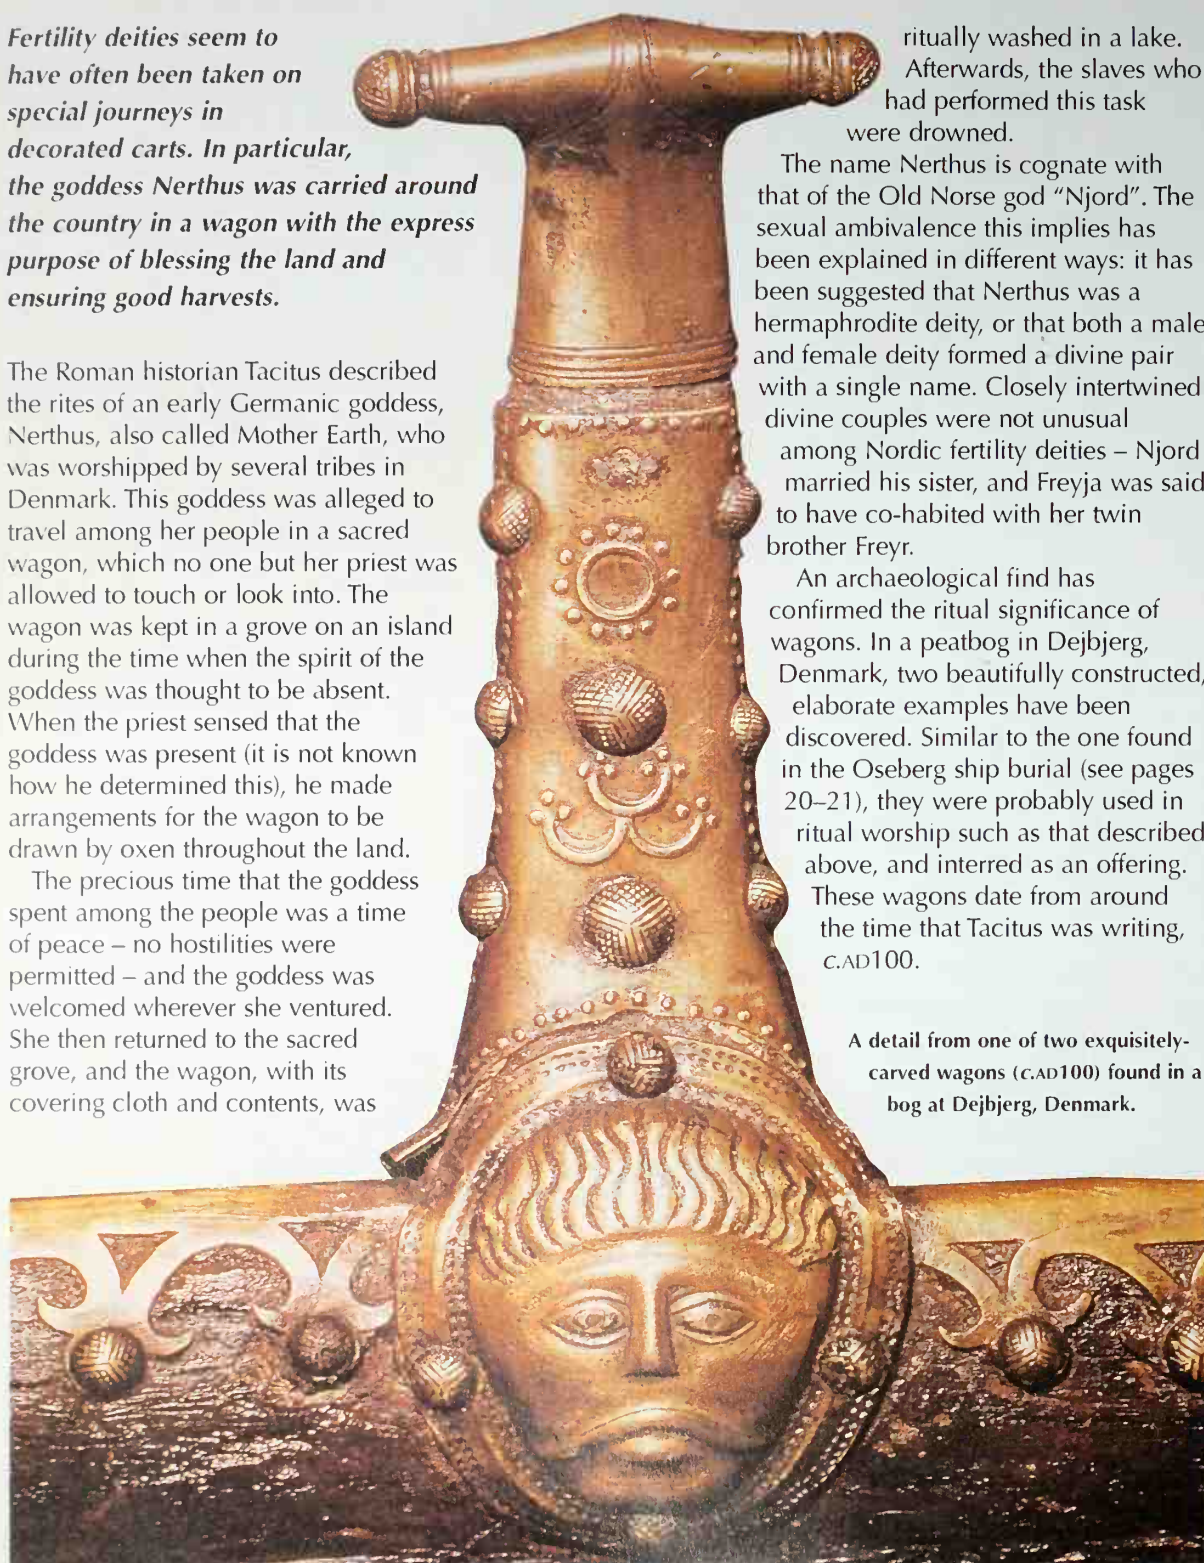 Fertility deities seem to
have often been taken on
special journeys in
decorated carts. In particular,
the goddess Nerthus was carried around
the country in a wagon with the express
purpose of blessing the land and
ensuring good harvests.
The Roman historian Tacitus described
the rites of an early Germanic goddess,
Nerthus, also called Mother Earth, who
was worshipped by several tribes in
Denmark. This goddess was alleged to
travel among her people in a sacred
wagon, which no one but her priest was
allowed to touch or look into. The
wagon was kept in a grove on an island
during the time when the spirit of the
goddess was thought to be absent.
When the priest sensed that the
goddess was present (it is not known
how he determined this), he made
arrangements for the wagon to be
drawn by oxen throughout the land.
The precious time that the goddess
spent among the people was a time
of peace – no hostilities were
permitted – and the goddess was
welcomed wherever she ventured.
She then returned to the sacred
grove, and the wagon, with its
covering cloth and contents, was
ritually washed in a lake.
Afterwards, the slaves who
had performed this task
were drowned.
The name Nerthus is cognate with
that of the Old Norse god “Njord”. The
sexual ambivalence this implies has
been explained in different ways: it has
been suggested that Nerthus was a
hermaphrodite deity, or that both a male
and female deity formed a divine pair
with a single name. Closely intertwined
divine couples were not unusual
among Nordic fertility deities – Njord
married his sister, and Freyja was said
to have co-habited with her twin
brother Freyr.
An archaeological find has
confirmed the ritual significance of
wagons. In a peatbog in Dejbjerg,
Denmark, two beautifully constructed,
elaborate examples have been
discovered. Similar to the one found
in the Oseberg ship burial (see pages
20–21), they were probably used in
ritual worship such as that described
above, and interred as an offering.
These wagons date from around
the time that Tacitus was writing,
c.AD100.
A detail from one of two exquisitely-
carved wagons (c.AD100) found in a
bog at Dejbjerg, Denmark.